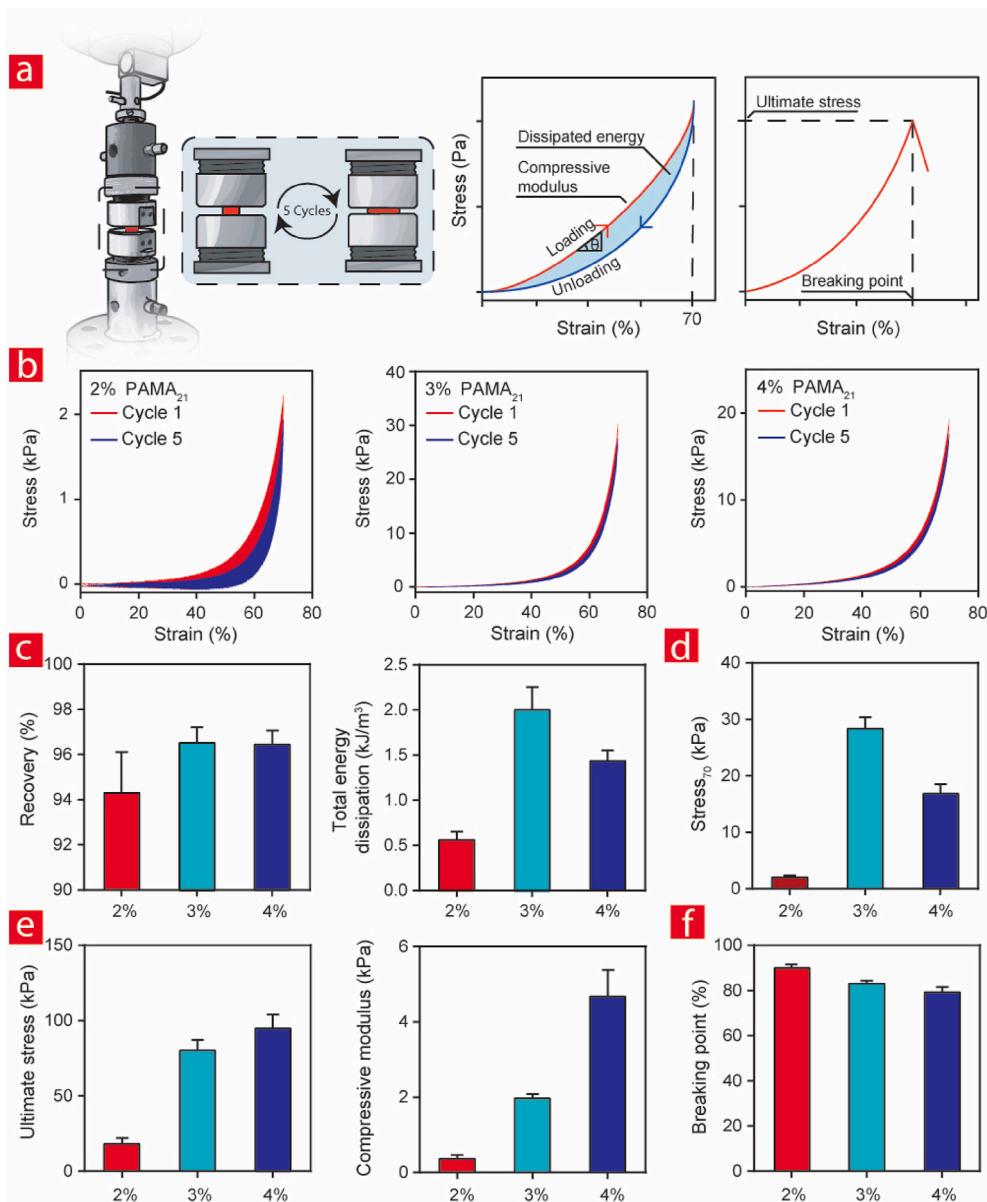 a
5 Cycles
Stress (Pa)
Dissipated energy
Compressive
modulus
Loading
θ
Unloading
70
Strain (%)
Ultimate stress
Breaking point
Strain (%)
b
2% PAMA21
Cycle 1
Cycle 5
Stress (kPa)
2
1
0
0 20 40 60 80
Strain (%)
3% PAMA21
Cycle 1
Cycle 5
Stress (kPa)
40
30
20
10
0
0 20 40 60 80
Strain (%)
4% PAMA21
Cycle 1
Cycle 5
Stress (kPa)
20
10
0
0 20 40 60 80
Strain (%)
c
Recovery (%)
100
98
96
94
92
90
2% 3% 4%
Total energy
dissipation (kJ/m³)
2.5
2.0
1.5
1.0
0.5
0.0
2% 3% 4%
d
Stress70 (kPa)
40
30
20
10
0
2% 3% 4%
e
Ultimate stress (kPa)
150
100
50
0
2% 3% 4%
Compressive modulus (kPa)
6
4
2
0
2% 3% 4%
f
Breaking point (%)
100
80
60
40
20
0
2% 3% 4%